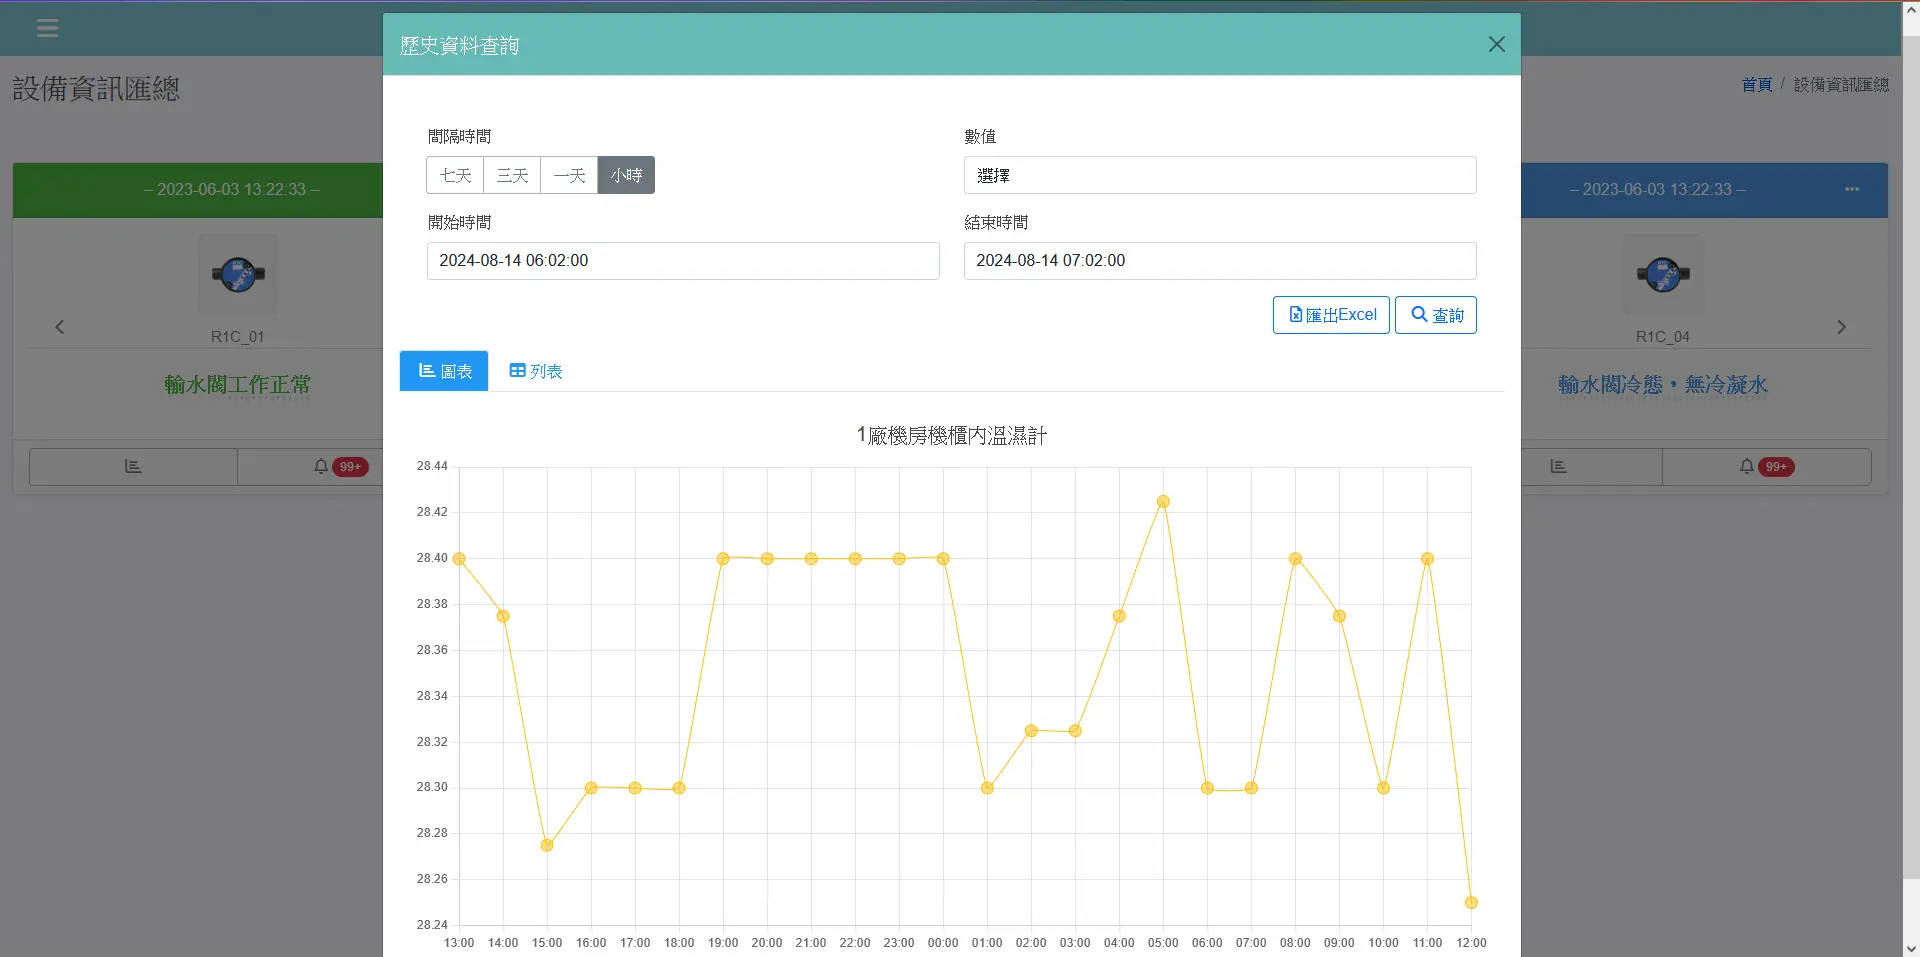 歷史資料查詢
設備資訊匯總
首頁 / 設備資訊匯總
間隔時間
七天 三天 一天 小時
數值
選擇
開始時間
2024-08-14 06:02:00
結束時間
2024-08-14 07:02:00
匯出Excel 查詢
圖表 列表
– 2023-06-03 13:22:33 –
R1C_01
輸水閥工作正常
99+
– 2023-06-03 13:22:33 –
R1C_04
輸水閥冷態，無冷凝水
99+
1廠機房機櫃内溫濕計
28.44
28.42
28.40
28.38
28.36
28.34
28.32
28.30
28.28
28.26
28.24
13:00 14:00 15:00 16:00 17:00 18:00 19:00 20:00 21:00 22:00 23:00 00:00 01:00 02:00 03:00 04:00 05:00 06:00 07:00 08:00 09:00 10:00 11:00 12:00